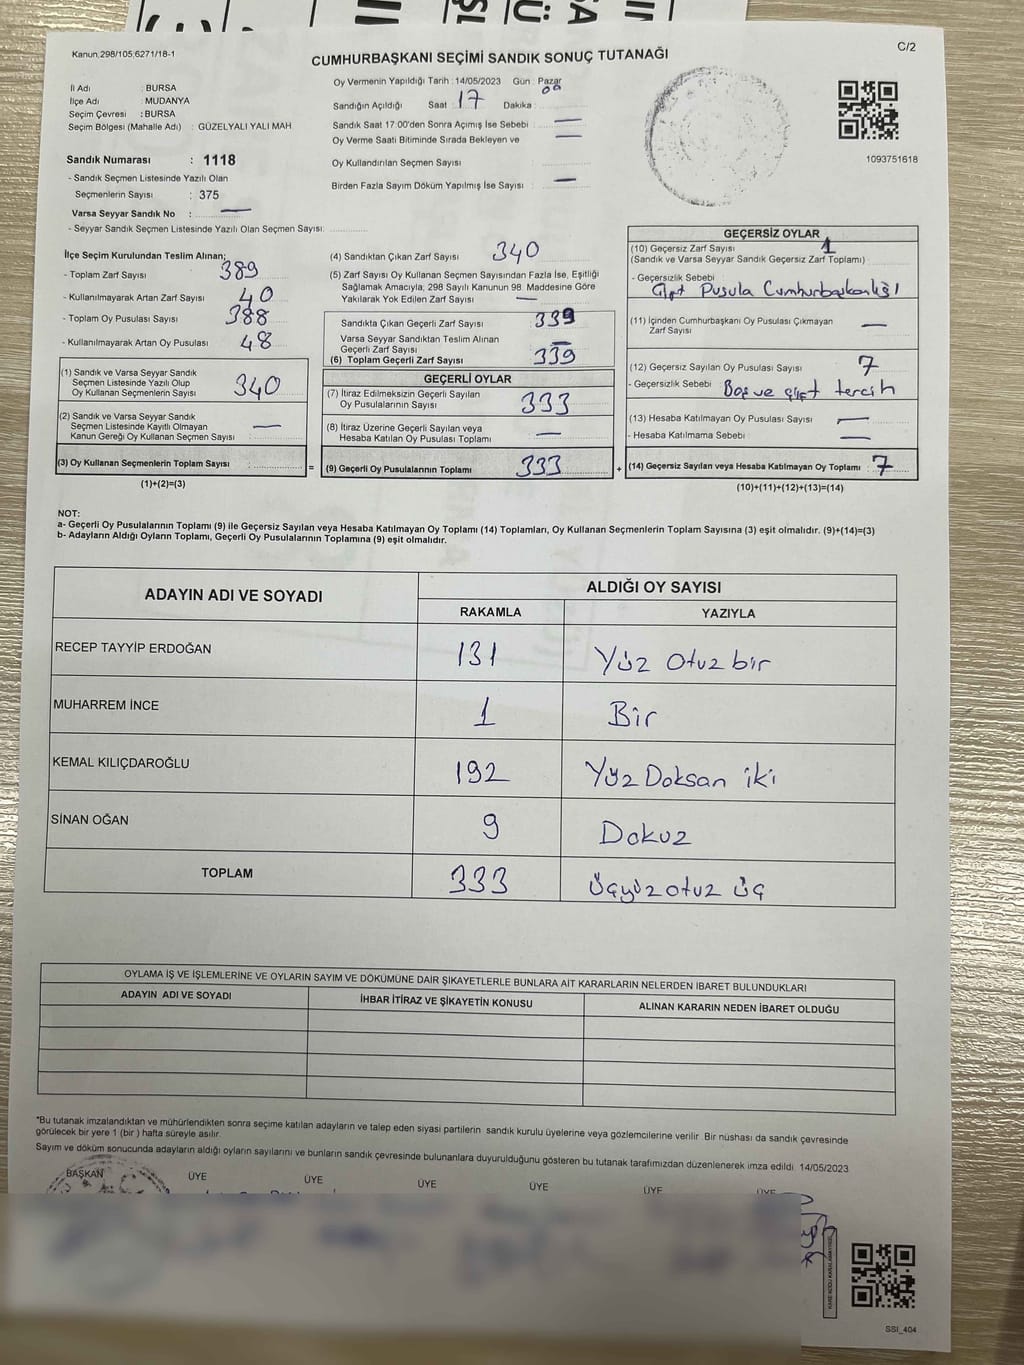 Kanun.298/105,6271/18-1
C/2
CUMHURBAŞKANI SEÇİMİ SANDIK SONUÇ TUTANAĞI
İl Adı : BURSA
İlçe Adı : MUDANYA
Seçim Çevresi : BURSA
Seçim Bölgesi (Mahalle Adı) : GÜZELYALI YALI MAH
Sandık Numarası : 1118
- Sandık Seçmen Listesinde Yazılı Olan
Seçmenlerin Sayısı : 375
Varsa Seyyar Sandık No : —
- Seyyar Sandık Seçmen Listesinde Yazılı Olan Seçmen Sayısı:
Oy Vermenin Yapıldığı Tarih : 14/05/2023 Gün : Pazar
Sandığın Açıldığı Saat : 17 Dakika : 00
Sandık Saat 17:00'den Sonra Açımış İse Sebebi : —
Oy Verme Saati Bitiminde Sırada Bekleyen ve : —
Oy Kullandırılan Seçmen Sayısı :
Birden Fazla Sayım Döküm Yapılmış İse Sayısı : —
1093751618
İlçe Seçim Kurulundan Teslim Alınan;
- Toplam Zarf Sayısı : 389
- Kullanılmayarak Artan Zarf Sayısı : 40
- Toplam Oy Pusulası Sayısı : 388
- Kullanılmayarak Artan Oy Pusulası : 48
(1) Sandık ve Varsa Seyyar Sandık
Seçmen Listesinde Yazılı Olup
Oy Kullanan Seçmenlerin Sayısı : 340
(2) Sandık ve Varsa Seyyar Sandık
Seçmen Listesinde Kayıtlı Olmayan
Kanun Gereği Oy Kullanan Seçmen Sayısı : —
(3) Oy Kullanan Seçmenlerin Toplam Sayısı :
(1)+(2)=(3)
=
(4) Sandıktan Çıkan Zarf Sayısı : 340
(5) Zarf Sayısı Oy Kullanan Seçmen Sayısından Fazla İse, Eşitliği
Sağlamak Amacıyla, 298 Sayılı Kanunun 98. Maddesine Göre
Yakılarak Yok Edilen Zarf Sayısı : —
Sandıkta Çıkan Geçerli Zarf Sayısı : 339
Varsa Seyyar Sandıktan Teslim Alınan
Geçerli Zarf Sayısı : —
(6) Toplam Geçerli Zarf Sayısı : 339
GEÇERLİ OYLAR
(7) İtiraz Edilmeksizin Geçerli Sayılan
Oy Pusulalarının Sayısı : 333
(8) İtiraz Üzerine Geçerli Sayılan veya
Hesaba Katılan Oy Pusulası Toplamı : —
(9) Geçerli Oy Pusulalarının Toplamı : 333
+
GEÇERSİZ OYLAR
(10) Geçersiz Zarf Sayısı : 1
(Sandık ve Varsa Seyyar Sandık Geçersiz Zarf Toplamı)
- Geçersizlik Sebebi :
Çift Pusula Cumhurbaşkanlığı
(11) İçinden Cumhurbaşkanı Oy Pusulası Çıkmayan
Zarf Sayısı : —
(12) Geçersiz Sayılan Oy Pusulası Sayısı : 7
- Geçersizlik Sebebi : Boş ve çift tercih
(13) Hesaba Katılmayan Oy Pusulası Sayısı : —
- Hesaba Katılmama Sebebi : —
(14) Geçersiz Sayılan veya Hesaba Katılmayan Oy Toplamı : 7
(10)+(11)+(12)+(13)=(14)
NOT:
a- Geçerli Oy Pusulalarının Toplamı (9) ile Geçersiz Sayılan veya Hesaba Katılmayan Oy Toplamı (14) Toplamları, Oy Kullanan Seçmenlerin Toplam Sayısına (3) eşit olmalıdır. (9)+(14)=(3)
b- Adayların Aldığı Oyların Toplamı, Geçerli Oy Pusulalarının Toplamına (9) eşit olmalıdır.
ADAYIN ADI VE SOYADI
ALDIĞI OY SAYISI
RAKAMLA YAZIYLA
RECEP TAYYİP ERDOĞAN 131 Yüz Otuz bir
MUHARREM İNCE 1 Bir
KEMAL KILIÇDAROĞLU 192 Yüz Doksan iki
SİNAN OĞAN 9 Dokuz
TOPLAM 333 Üçyüz otuz üç
OYLAMA İŞ VE İŞLEMLERİNE VE OYLARIN SAYIM VE DÖKÜMÜNE DAİR ŞİKAYETLERLE BUNLARA AİT KARARLARIN NELERDEN İBARET BULUNDUKLARI
ADAYIN ADI VE SOYADI İHBAR İTİRAZ VE ŞİKAYETİN KONUSU ALINAN KARARIN NEDEN İBARET OLDUĞU
*Bu tutanak imzalandıktan ve mühürlendikten sonra seçime katılan adayların ve talep eden siyasi partilerin sandık kurulu üyelerine veya gözlemcilerine verilir. Bir nüshası da sandık çevresinde
görülecek bir yere 1 (bir ) hafta süreyle asılır.
Sayım ve döküm sonucunda adayların aldığı oyların sayılarını ve bunların sandık çevresinde bulunanlara duyurulduğunu gösteren bu tutanak tarafımızdan düzenlenerek imza edildi. 14/05/2023
BAŞKAN ÜYE ÜYE ÜYE ÜYE ÜYE ÜYE
SSI_404